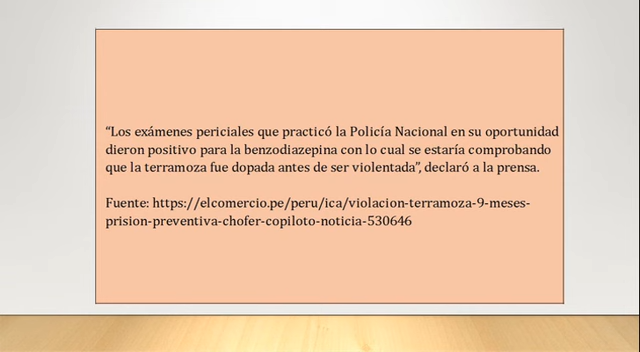 “Los exámenes periciales que practicó la Policía Nacional en su oportunidad
dieron positivo para la benzodiazepina con lo cual se estaría comprobando
que la terramoza fue dopada antes de ser violentada”, declaró a la prensa.
Fuente: https://elcomercio.pe/peru/ica/violacion-terramoza-9-meses-
prision-preventiva-chofer-copiloto-noticia-530646